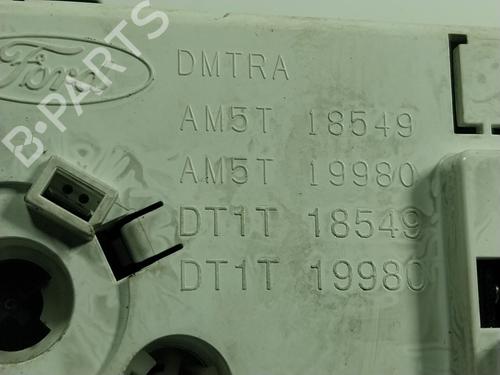 Ford
DMTRA
AM5T 18549
AM5T 19980
DT1T 18549
DT1T 19980
B-PARTS